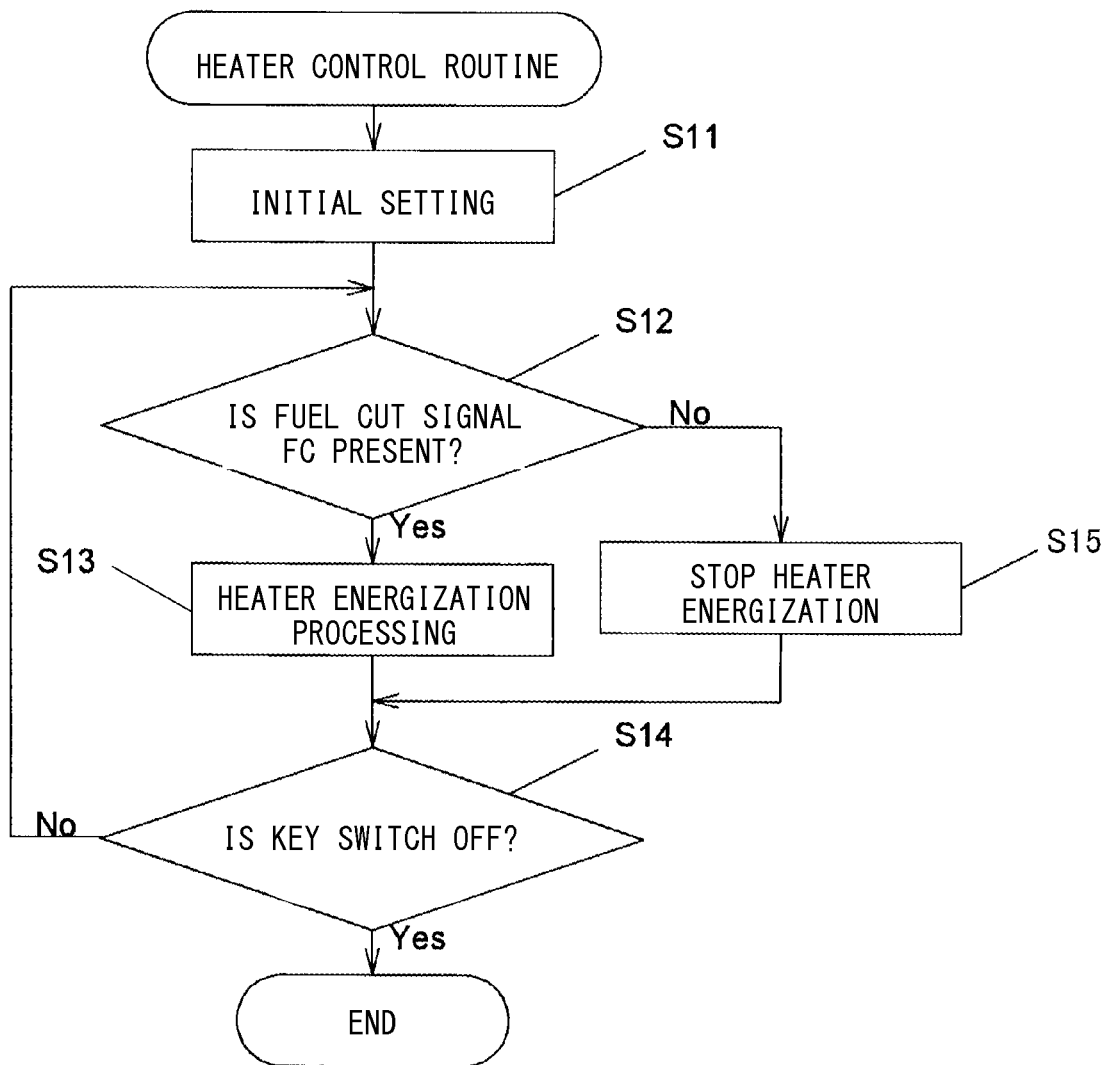 HEATER CONTROL ROUTINE
S11
INITIAL SETTING
S12
IS FUEL CUT SIGNAL
FC PRESENT?
No
Yes
S13
HEATER ENERGIZATION
PROCESSING
S15
STOP HEATER
ENERGIZATION
S14
IS KEY SWITCH OFF?
No
Yes
END